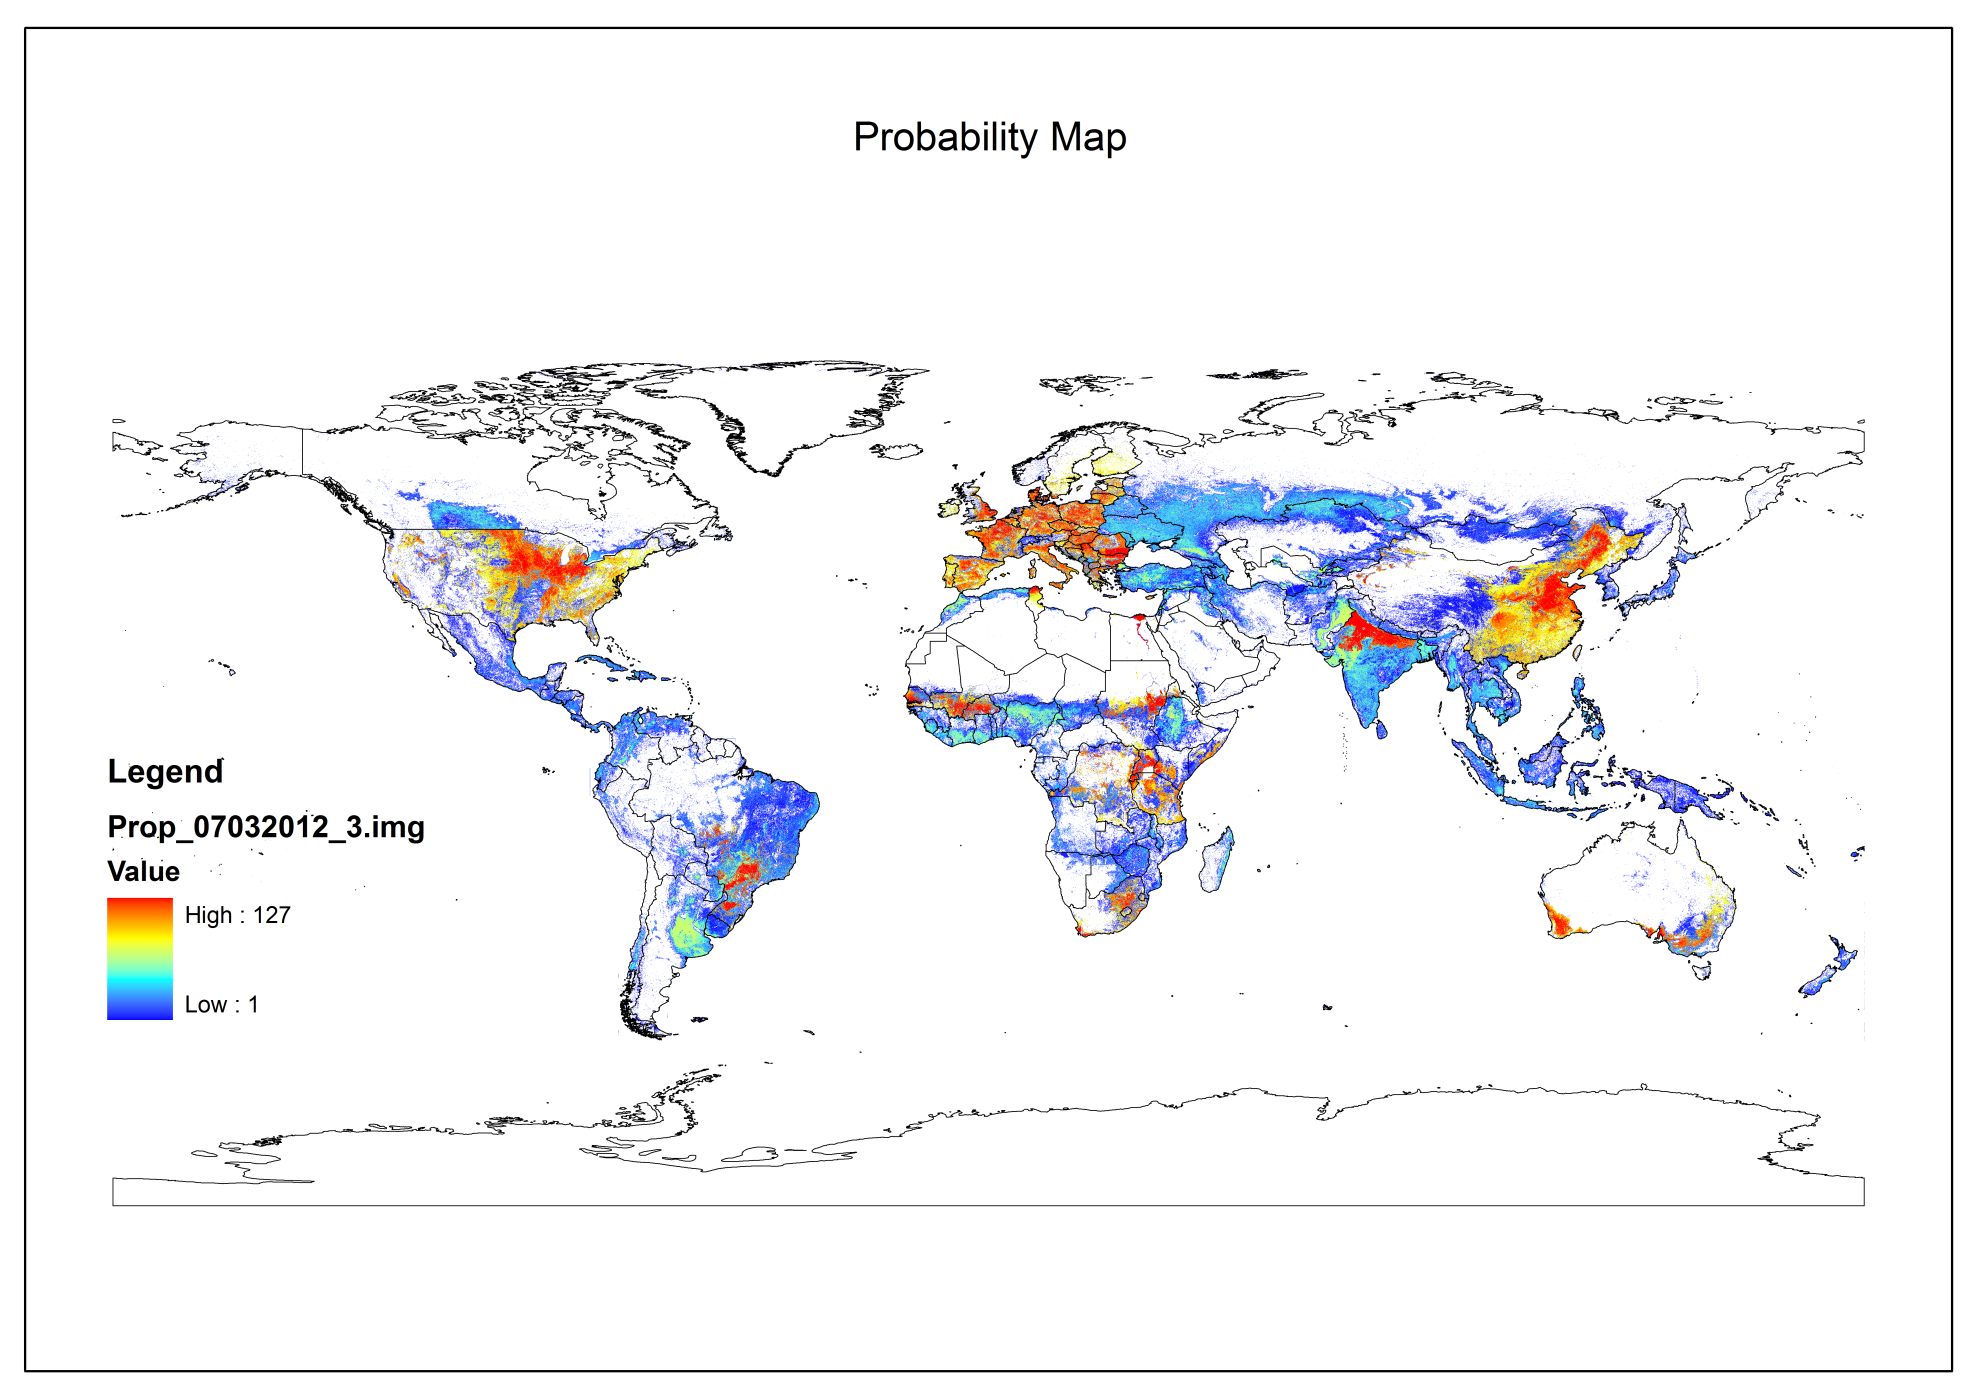 Probability Map
Legend
Prop_07032012_3.img
Value
High : 127
Low : 1